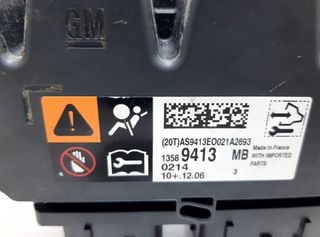 GM
(20T)AS9413EO021A2693
1358 9413 MB
0214
10+.12.06
3
Made in France
WITH IMPORTED
PARTS